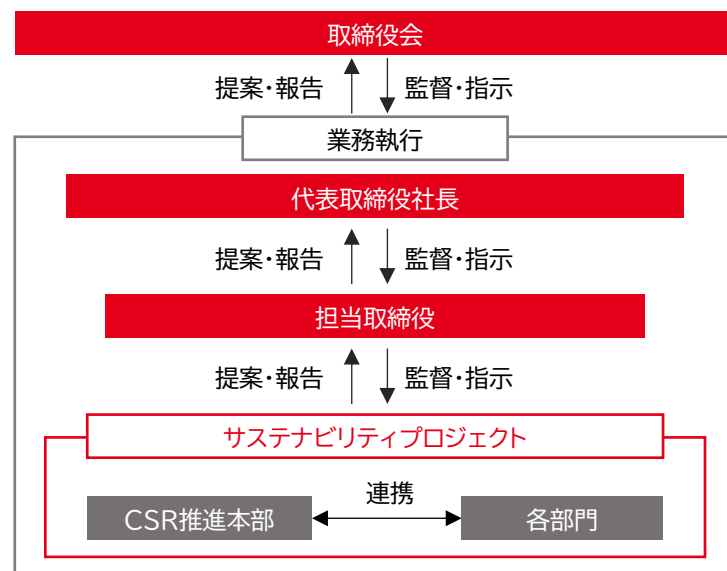 取締役会
提案・報告
監督・指示
業務執行
代表取締役社長
提案・報告
監督・指示
担当取締役
提案・報告
監督・指示
サステナビリティプロジェクト
連携
CSR推進本部
各部門